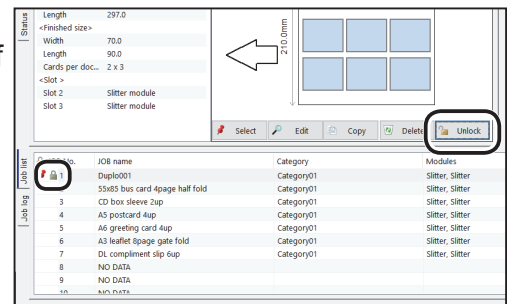 f
Status
Length 297.0
<Finished size>
Width 70.0
Length 90.0
Cards per doc... 2 x 3
<Slot >
Slot 2 Slitter module
Slot 3 Slitter module
210.0mm
Select Edit Copy Delete Unlock
Job list
Job log
No. JOB name Category Modules
1 Duplo001 Category01 Slitter, Slitter
55x85 bus card 4page half fold Category01 Slitter, Slitter
3 CD box sleeve 2up Category01 Slitter, Slitter
4 A5 postcard 4up Category01 Slitter, Slitter
5 A6 greeting card 4up Category01 Slitter, Slitter
6 A3 leaflet 8page gate fold Category01 Slitter, Slitter
7 DL compliment slip 6up Category01 Slitter, Slitter
8 NO DATA
9 NO DATA
10 NO DATA